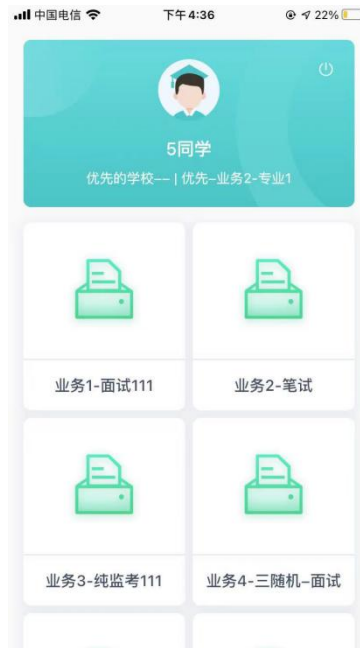 中国电信 下午4:36 22%
5同学
优先的学校-- | 优先-业务2-专业1
业务1-面试111 业务2-笔试
业务3-纯监考111 业务4-三随机-面试